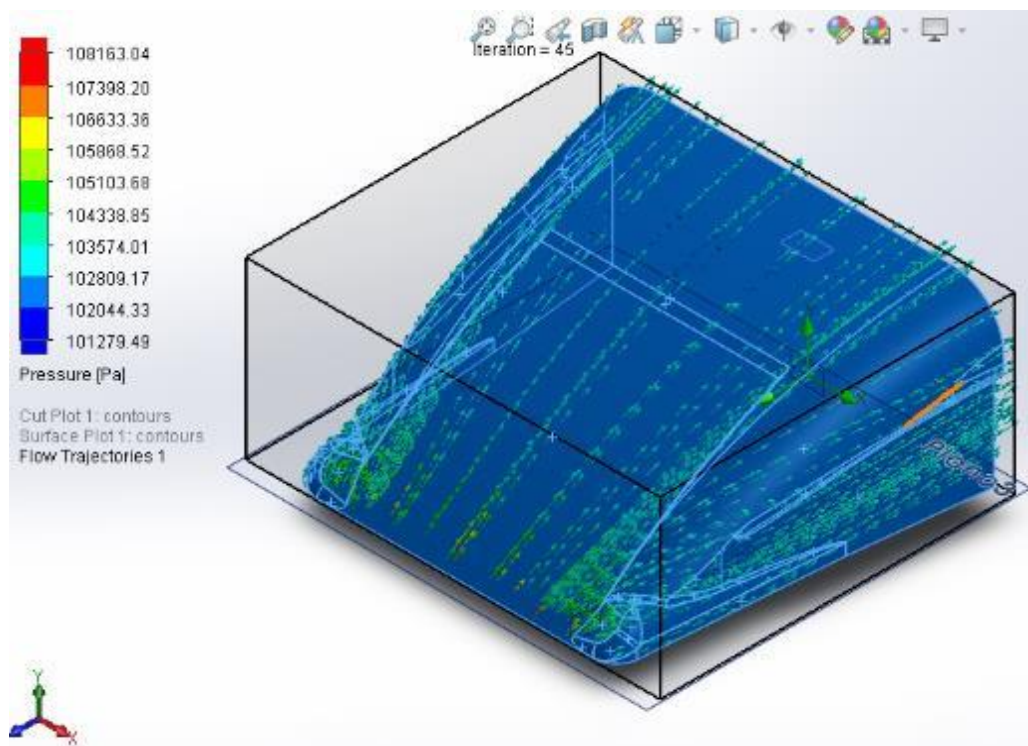 Iteration = 45
108163.04
107398.20
106633.36
105868.52
105103.68
104338.85
103574.01
102809.17
102044.33
101279.49
Pressure [Pa]
Cut Plot 1: contours
Surface Plot 1: contours
Flow Trajectories 1
Y
X